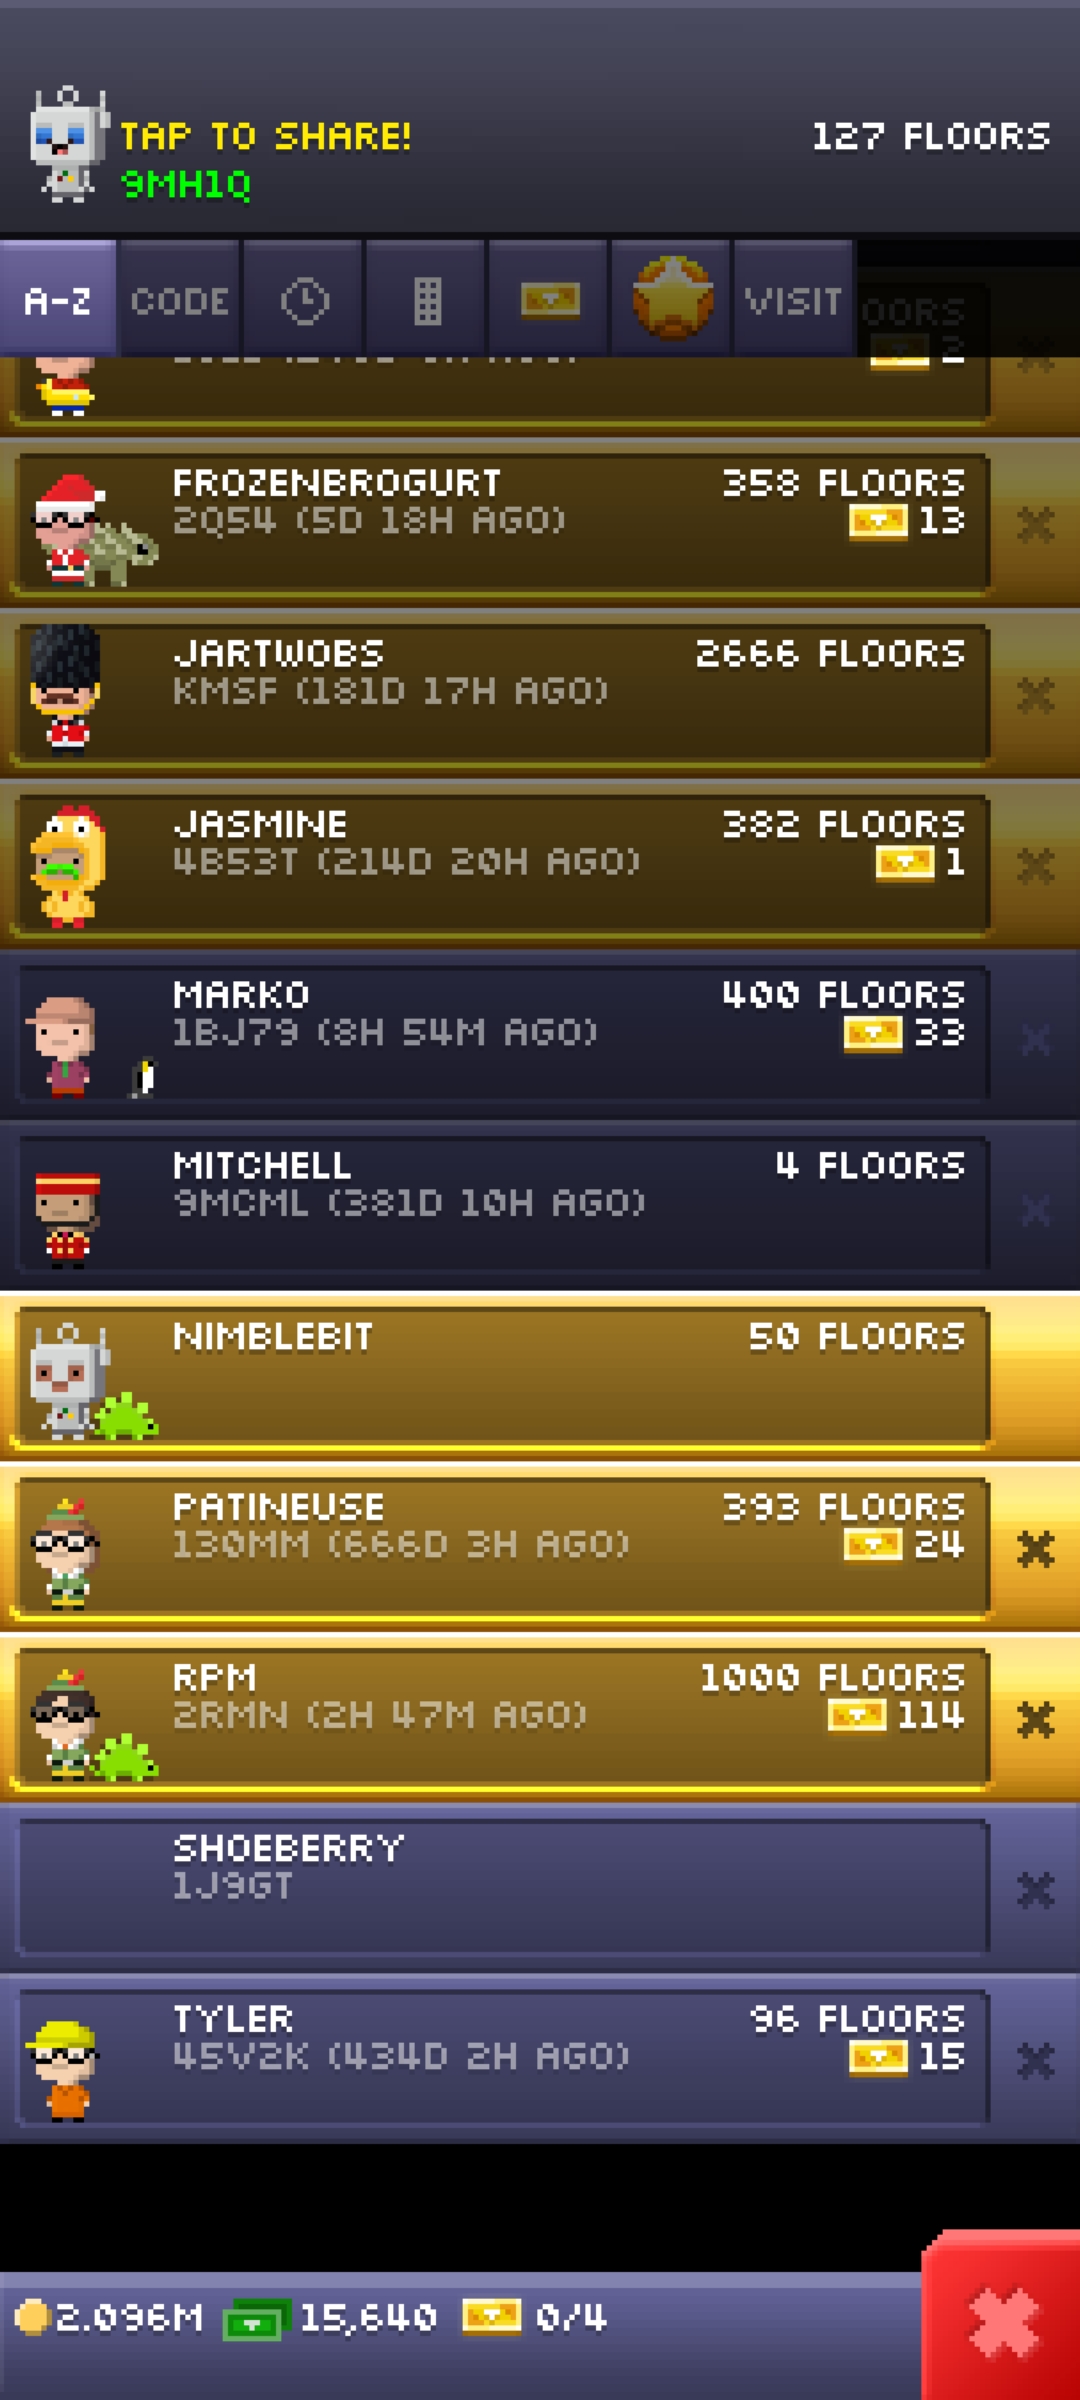 TAP TO SHARE!
127 FLOORS
9MH1Q
A-Z CODE VISIT
2
FROZENBROGURT 358 FLOORS
2Q54 (5D 18H AGO) 13
JARTWOBS 2666 FLOORS
KMSF (181D 17H AGO)
JASMINE 382 FLOORS
4B53T (214D 20H AGO) 1
MARKO 400 FLOORS
1BJ79 (8H 54M AGO) 33
MITCHELL 4 FLOORS
9MCML (381D 10H AGO)
NIMBLEBIT 50 FLOORS
PATINEUSE 393 FLOORS
130MM (666D 3H AGO) 24
RPM 1000 FLOORS
2RMN (2H 47M AGO) 114
SHOEBERRY
1J9GT
TYLER 96 FLOORS
45V2K (434D 2H AGO) 15
2.096M 15,640 0/4